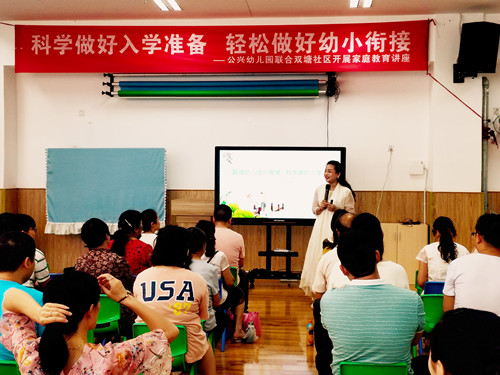 科学做好入学准备 轻松做好幼小衔接
——公兴幼儿园联合双塘社区开展家庭教育讲座
USA